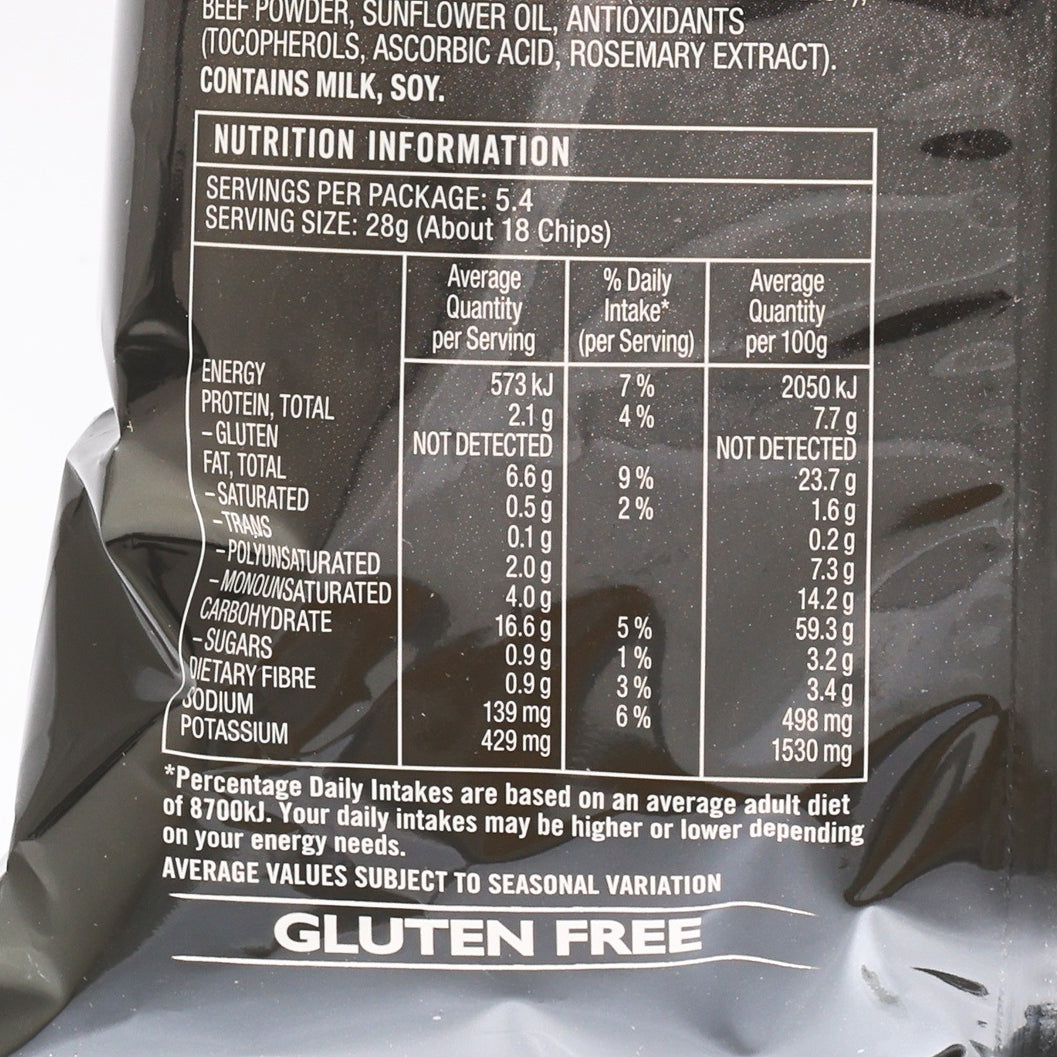 BEEF POWDER, SUNFLOWER OIL, ANTIOXIDANTS
(TOCOPHEROLS, ASCORBIC ACID, ROSEMARY EXTRACT).
CONTAINS MILK, SOY.
NUTRITION INFORMATION
SERVINGS PER PACKAGE: 5.4
SERVING SIZE: 28g (About 18 Chips)
Average Quantity per Serving % Daily Intake* (per Serving) Average Quantity per 100g
ENERGY 573 kJ 7% 2050 kJ
PROTEIN, TOTAL 2.1 g 4% 7.7 g
- GLUTEN NOT DETECTED NOT DETECTED
FAT, TOTAL 6.6 g 9% 23.7 g
- SATURATED 0.5 g 2% 1.6 g
- TRANS 0.1 g 0.2 g
- POLYUNSATURATED 2.0 g 7.3 g
- MONOUNSATURATED 4.0 g 14.2 g
CARBOHYDRATE 16.6 g 5% 59.3 g
- SUGARS 0.9 g 1% 3.2 g
DIETARY FIBRE 0.9 g 3% 3.4 g
SODIUM 139 mg 6% 498 mg
POTASSIUM 429 mg 1530 mg
*Percentage Daily Intakes are based on an average adult diet
of 8700kJ. Your daily intakes may be higher or lower depending
on your energy needs.
AVERAGE VALUES SUBJECT TO SEASONAL VARIATION
GLUTEN FREE